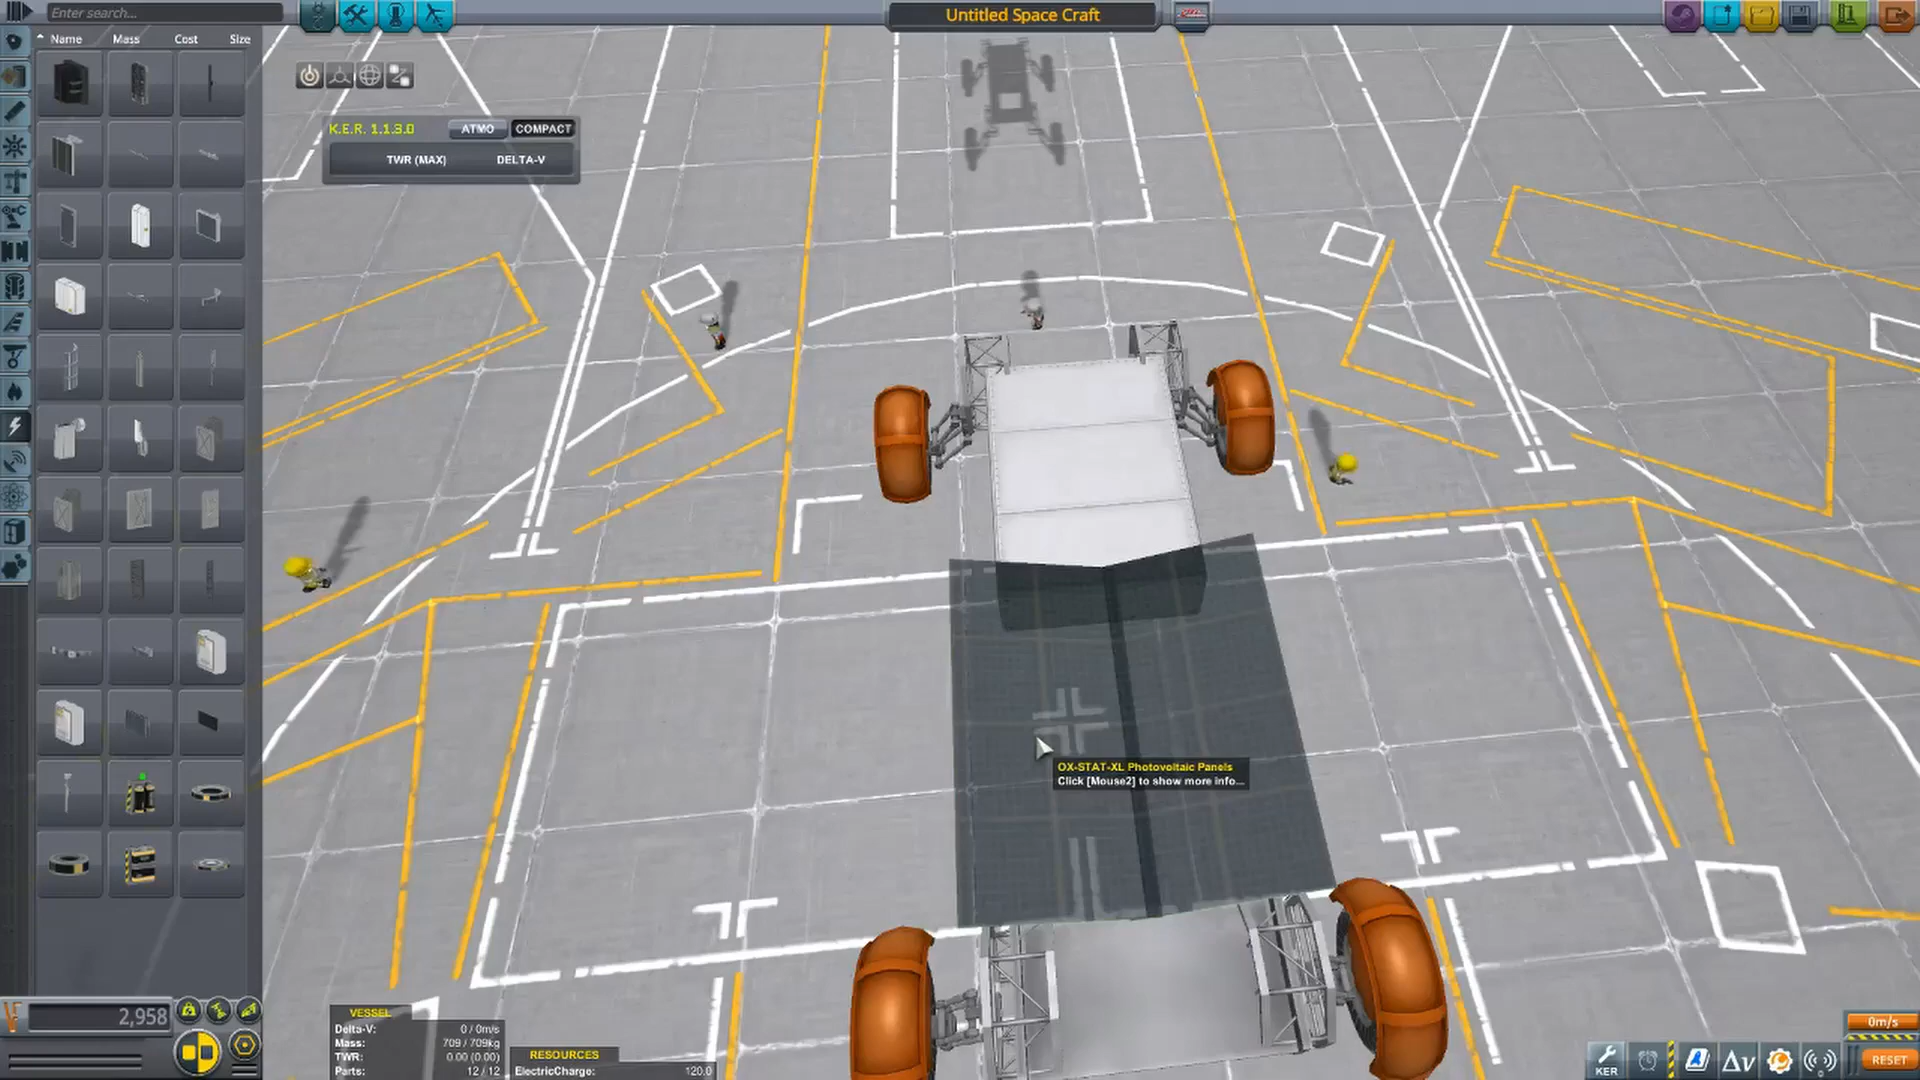 Enter search...
Untitled Space Craft
Name Mass Cost Size
K.E.R. 1.1.3.0 ATMO COMPACT
TWR (MAX) DELTA-V
OX-STAT-XL Photovoltaic Panels
Click [Mouse2] to show more info...
2,958
VESSEL
Delta-V: 0 / 0m/s
Mass: 709 / 709kg
TWR: 0.00 (0.00)
Parts: 12 / 12
RESOURCES
ElectricCharge: 120.0
0m/s
KER
Δv
RESET